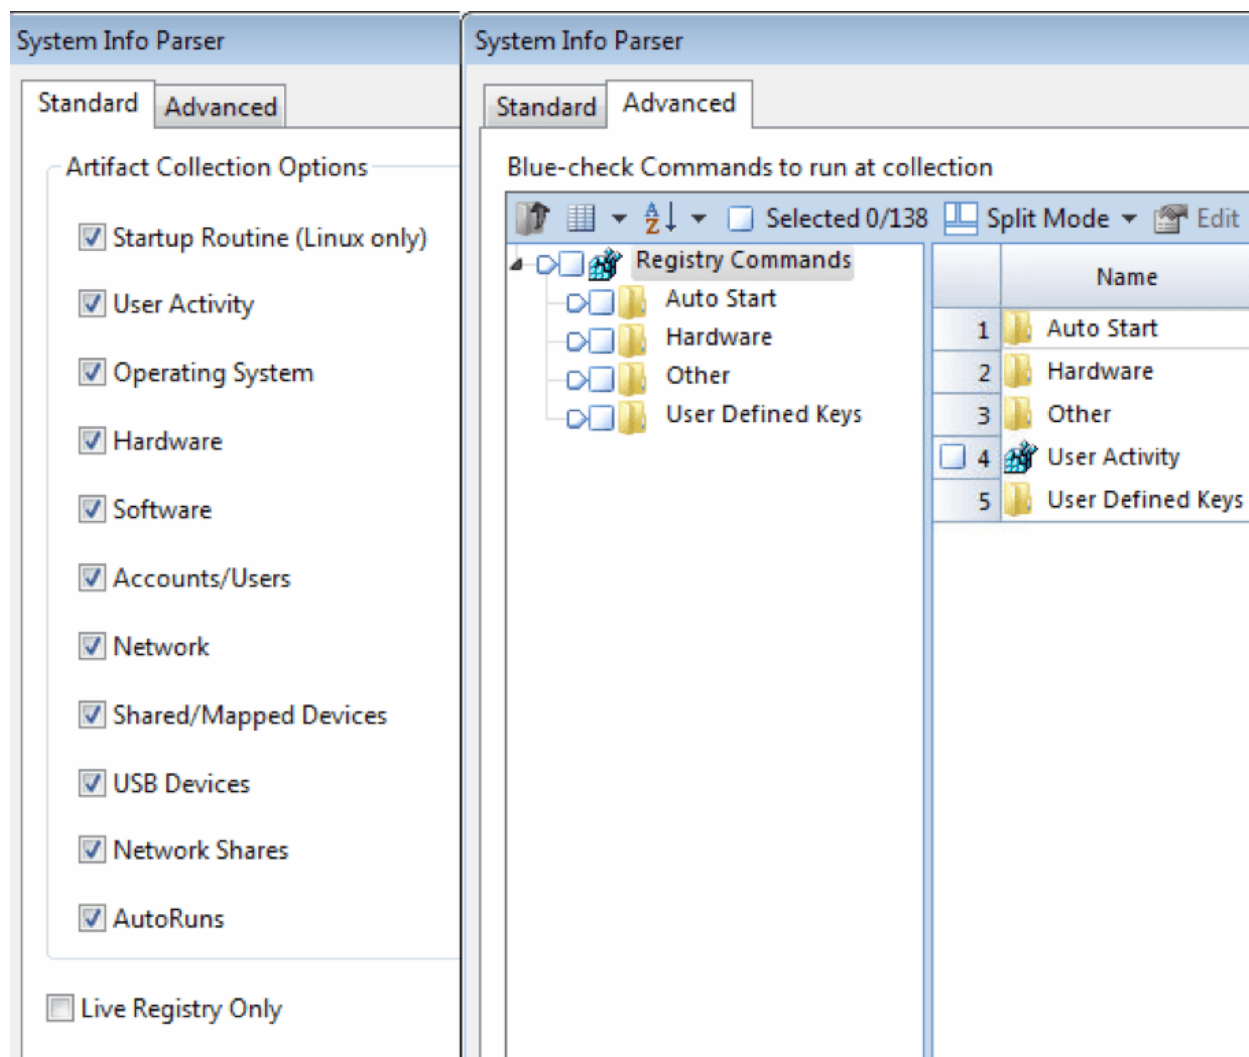 System Info Parser
Standard Advanced
Artifact Collection Options
Startup Routine (Linux only)
User Activity
Operating System
Hardware
Software
Accounts/Users
Network
Shared/Mapped Devices
USB Devices
Network Shares
AutoRuns
Live Registry Only
System Info Parser
Standard Advanced
Blue-check Commands to run at collection
Selected 0/138 Split Mode Edit
Registry Commands
Auto Start
Hardware
Other
User Defined Keys
Name
1 Auto Start
2 Hardware
3 Other
4 User Activity
5 User Defined Keys